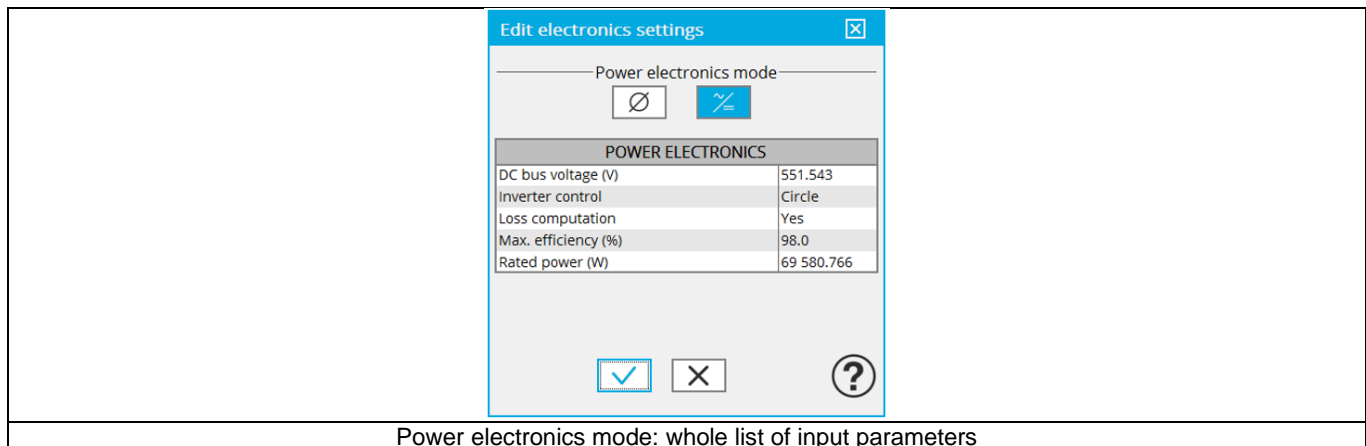 Edit electronics settings
Power electronics mode
POWER ELECTRONICS
DC bus voltage (V) 551.543
Inverter control Circle
Loss computation Yes
Max. efficiency (%) 98.0
Rated power (W) 69 580.766
?
Power electronics mode: whole list of input parameters